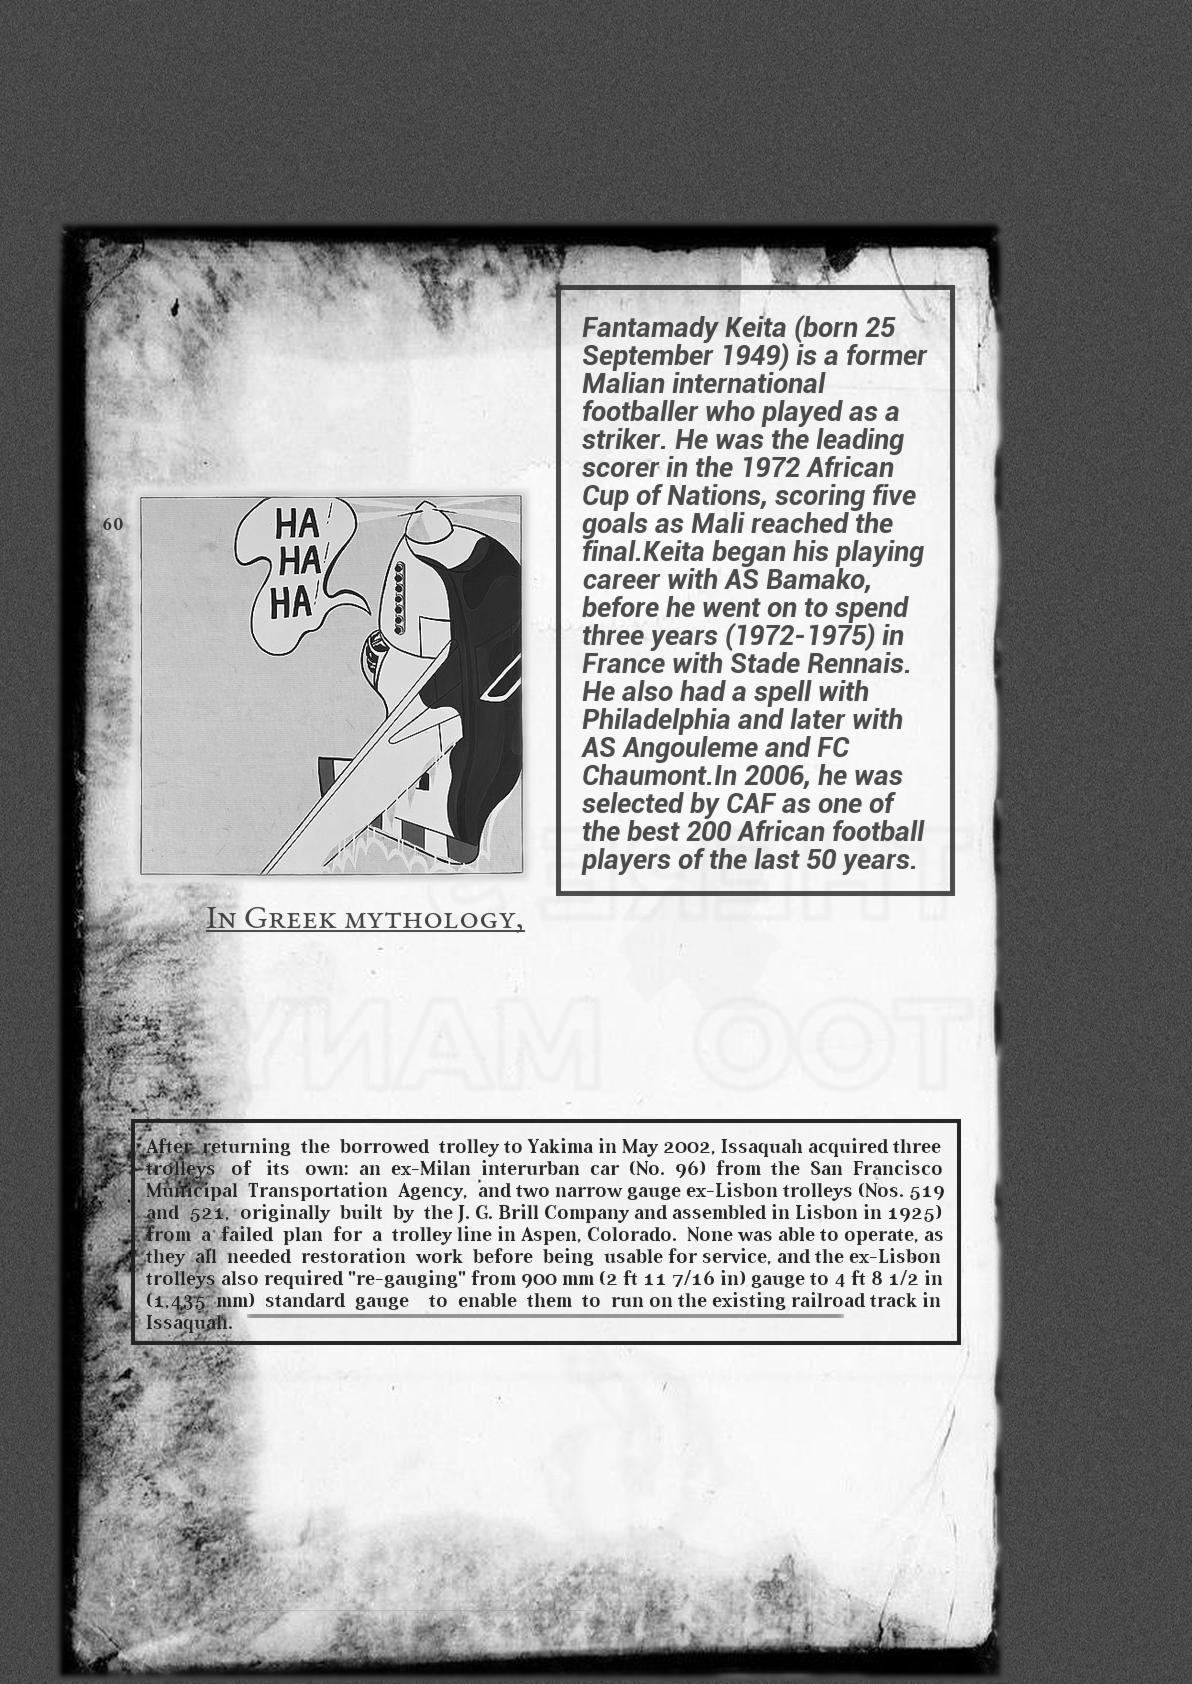 60
HA
HA
HA
Fantamady Keita (born 25
September 1949) is a former
Malian international
footballer who played as a
striker. He was the leading
scorer in the 1972 African
Cup of Nations, scoring five
goals as Mali reached the
final.Keita began his playing
career with AS Bamako,
before he went on to spend
three years (1972-1975) in
France with Stade Rennais.
He also had a spell with
Philadelphia and later with
AS Angouleme and FC
Chaumont.In 2006, he was
selected by CAF as one of
the best 200 African football
players of the last 50 years.
In Greek mythology,
THERE'S
TOO MANY
After returning the borrowed trolley to Yakima in May 2002, Issaquah acquired three
trolleys of its own: an ex-Milan interurban car (No. 96) from the San Francisco
Municipal Transportation Agency, and two narrow gauge ex-Lisbon trolleys (Nos. 519
and 521, originally built by the J. G. Brill Company and assembled in Lisbon in 1925)
from a failed plan for a trolley line in Aspen, Colorado. None was able to operate, as
they all needed restoration work before being usable for service, and the ex-Lisbon
trolleys also required "re-gauging" from 900 mm (2 ft 11 7/16 in) gauge to 4 ft 8 1/2 in
(1,435 mm) standard gauge to enable them to run on the existing railroad track in
Issaquah.